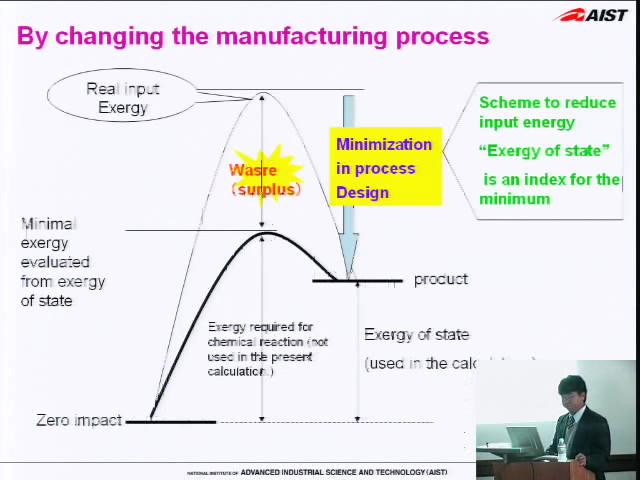 AIST
By changing the manufacturing process
Real input
Exergy
Scheme to reduce
input energy
“Exergy of state”
is an index for the
minimum
Minimization
in process
Design
Wasre
(surplus)
Minimal
exergy
evaluated
from exergy
of state
product
Exergy required for
chemical reaction (not
used in the present
calculation.)
Exergy of state
(used in the
Zero impact
NATIONAL INSTITUTE OF ADVANCED INDUSTRIAL SCIENCE AND TECHNOLOGY (AIST)